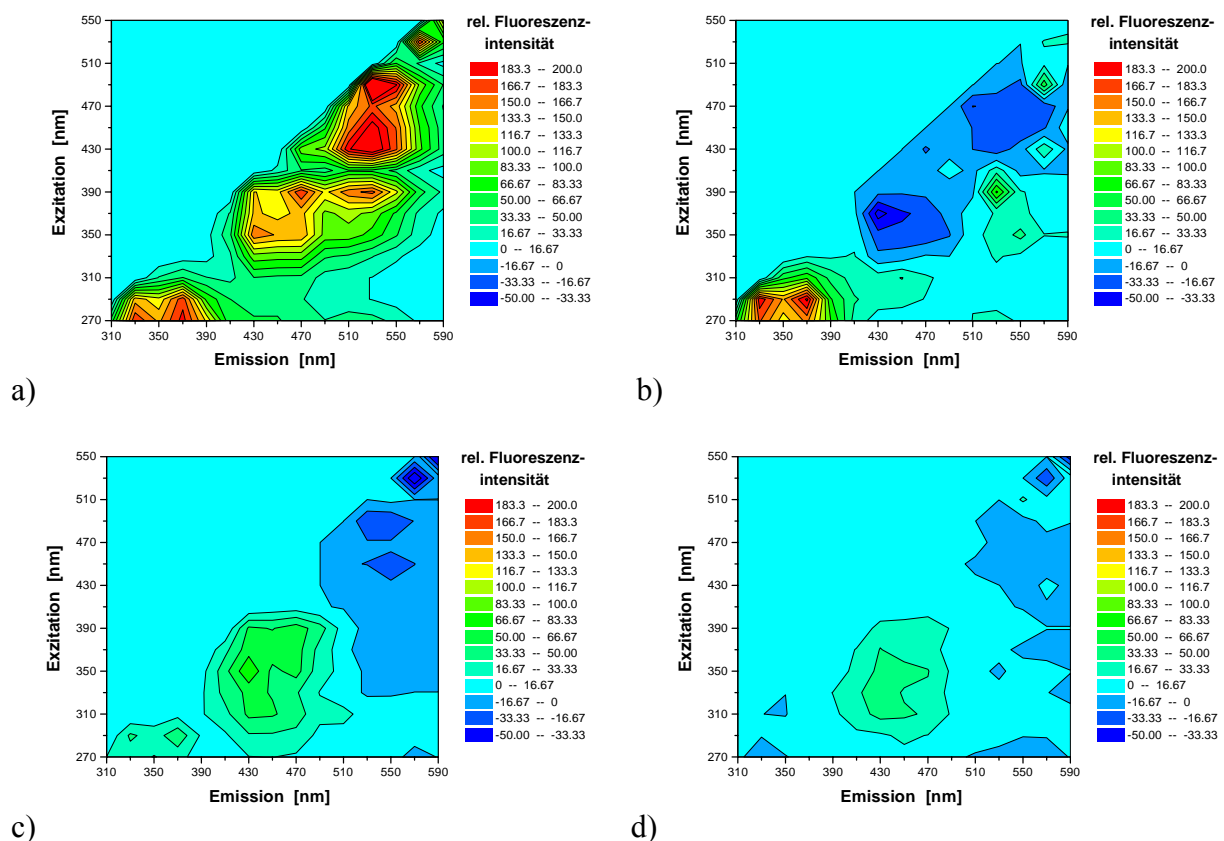 550
510
470
430
390
350
310
270
310 350 390 430 470 510 550 590
Exzitation [nm]
Emission [nm]
rel. Fluoreszenz-
intensität
183.3 -- 200.0
166.7 -- 183.3
150.0 -- 166.7
133.3 -- 150.0
116.7 -- 133.3
100.0 -- 116.7
83.33 -- 100.0
66.67 -- 83.33
50.00 -- 66.67
33.33 -- 50.00
16.67 -- 33.33
0 -- 16.67
-16.67 -- 0
-33.33 -- -16.67
-50.00 -- -33.33
a)
550
510
470
430
390
350
310
270
310 350 390 430 470 510 550 590
Exzitation [nm]
Emission [nm]
rel. Fluoreszenz-
intensität
183.3 -- 200.0
166.7 -- 183.3
150.0 -- 166.7
133.3 -- 150.0
116.7 -- 133.3
100.0 -- 116.7
83.33 -- 100.0
66.67 -- 83.33
50.00 -- 66.67
33.33 -- 50.00
16.67 -- 33.33
0 -- 16.67
-16.67 -- 0
-33.33 -- -16.67
-50.00 -- -33.33
b)
550
510
470
430
390
350
310
270
310 350 390 430 470 510 550 590
Exzitation [nm]
Emission [nm]
rel. Fluoreszenz-
intensität
183.3 -- 200.0
166.7 -- 183.3
150.0 -- 166.7
133.3 -- 150.0
116.7 -- 133.3
100.0 -- 116.7
83.33 -- 100.0
66.67 -- 83.33
50.00 -- 66.67
33.33 -- 50.00
16.67 -- 33.33
0 -- 16.67
-16.67 -- 0
-33.33 -- -16.67
-50.00 -- -33.33
c)
550
510
470
430
390
350
310
270
310 350 390 430 470 510 550 590
Exzitation [nm]
Emission [nm]
rel. Fluoreszenz-
intensität
183.3 -- 200.0
166.7 -- 183.3
150.0 -- 166.7
133.3 -- 150.0
116.7 -- 133.3
100.0 -- 116.7
83.33 -- 100.0
66.67 -- 83.33
50.00 -- 66.67
33.33 -- 50.00
16.67 -- 33.33
0 -- 16.67
-16.67 -- 0
-33.33 -- -16.67
-50.00 -- -33.33
d)